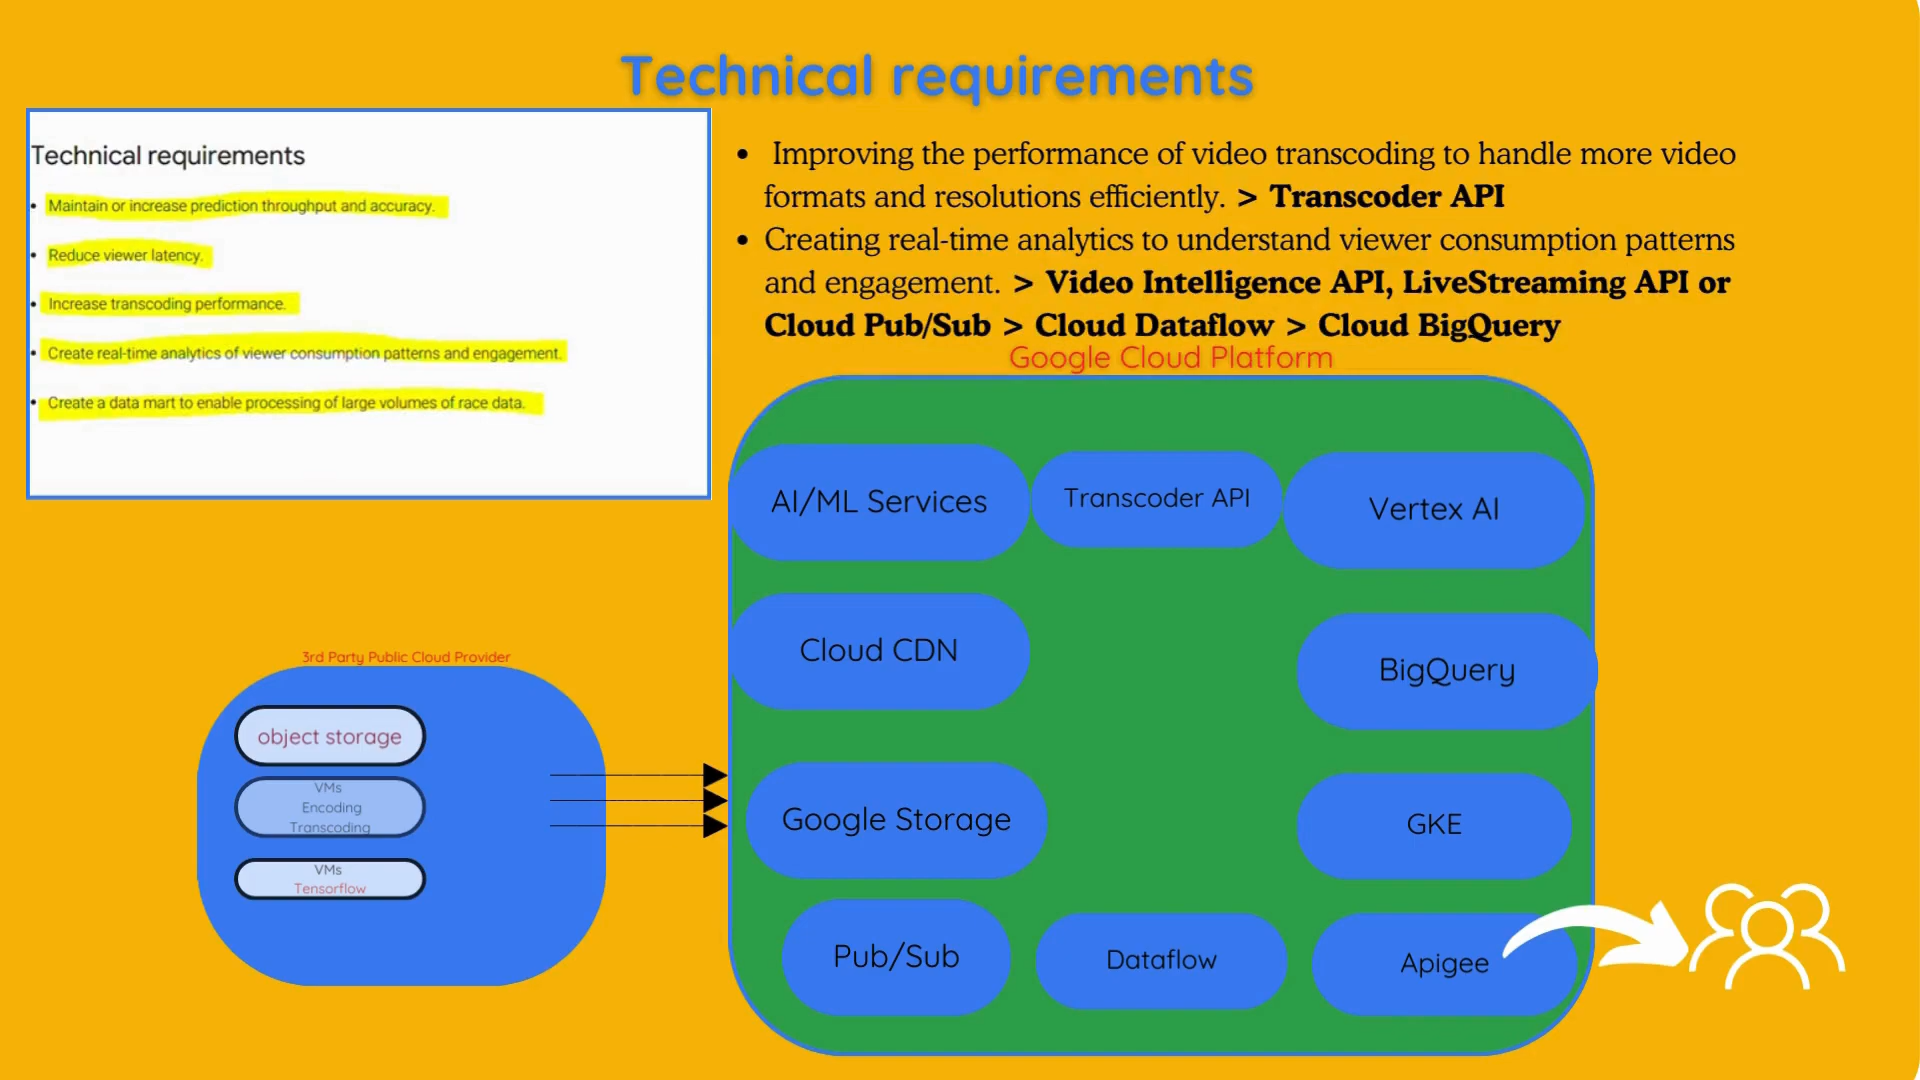 Technical requirements
Technical requirements
• Maintain or increase prediction throughput and accuracy.
• Reduce viewer latency.
• Increase transcoding performance.
• Create real-time analytics of viewer consumption patterns and engagement.
• Create a data mart to enable processing of large volumes of race data.
• Improving the performance of video transcoding to handle more video
formats and resolutions efficiently. > Transcoder API
• Creating real-time analytics to understand viewer consumption patterns
and engagement. > Video Intelligence API, LiveStreaming API or
Cloud Pub/Sub > Cloud Dataflow > Cloud BigQuery
Google Cloud Platform
AI/ML Services
Transcoder API
Vertex AI
Cloud CDN
BigQuery
Google Storage
GKE
Pub/Sub
Dataflow
Apigee
3rd Party Public Cloud Provider
object storage
VMs
Encoding
Transcoding
VMs
Tensorflow